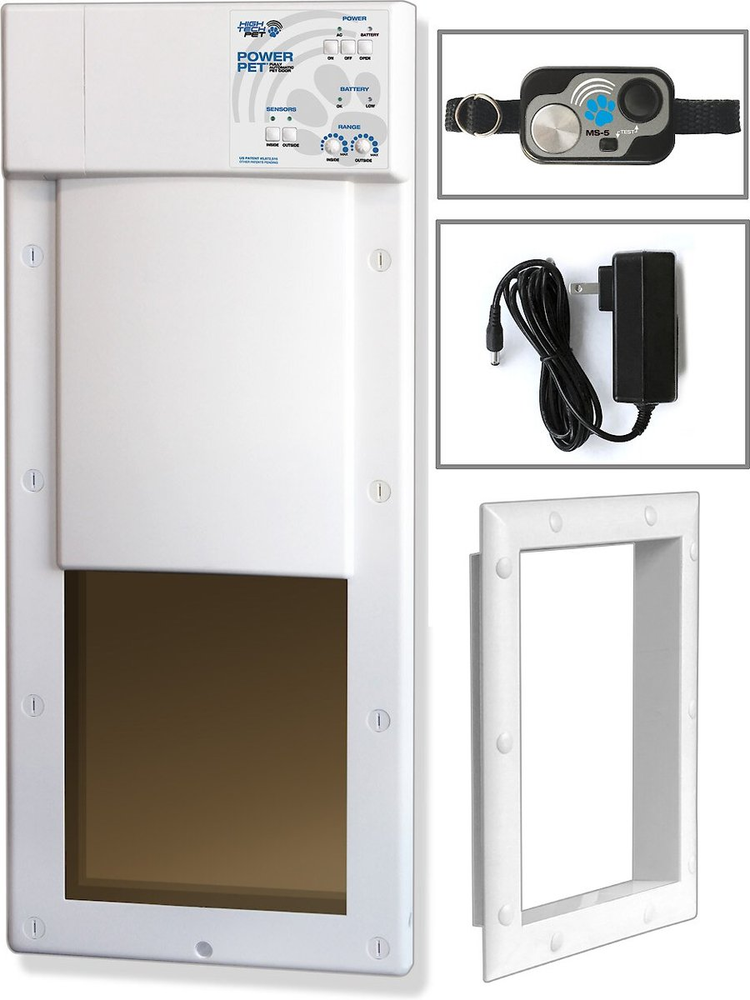 HIGH
TECH
PET
POWER
AC BATTERY
ON OFF OPEN
POWER
PET
FULLY
AUTOMATIC
PET DOOR
BATTERY
OK LOW
SENSORS
INSIDE OUTSIDE
RANGE
MAX MAX
INSIDE OUTSIDE
OTHER PATENTS PENDING
MS-5
TEST